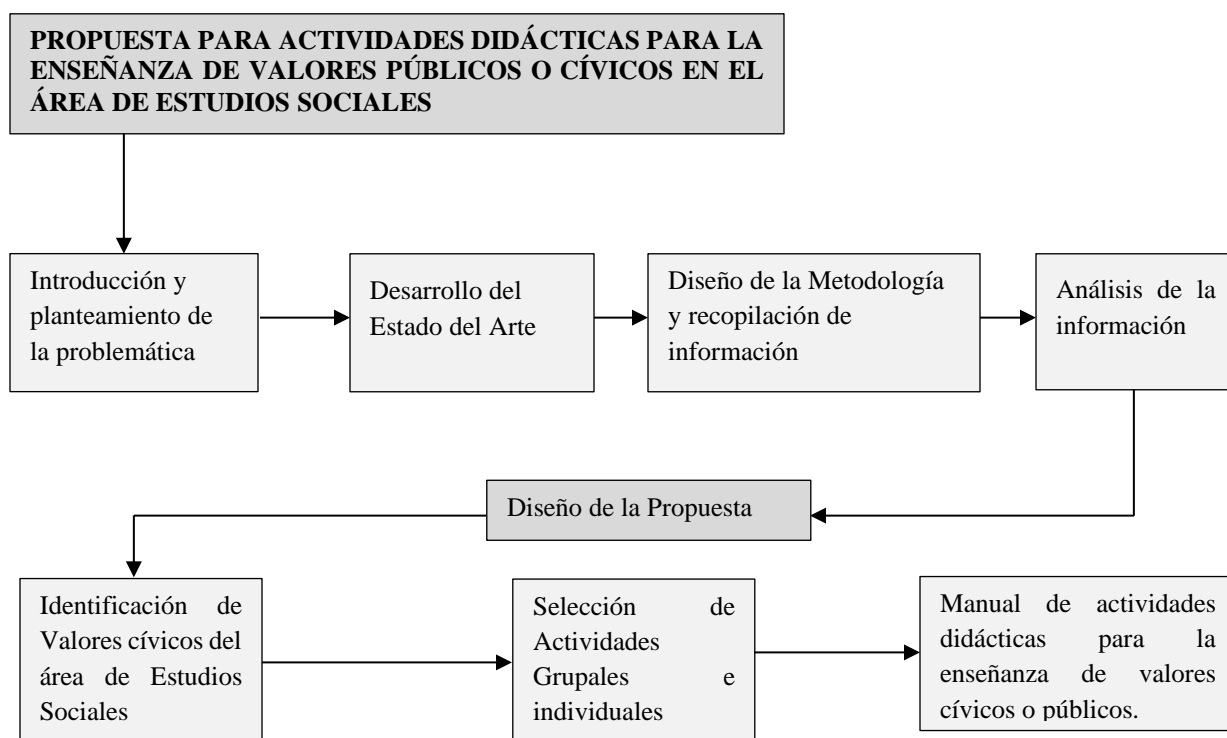 PROPUESTA PARA ACTIVIDADES DIDÁCTICAS PARA LA
ENSEÑANZA DE VALORES PÚBLICOS O CÍVICOS EN EL
ÁREA DE ESTUDIOS SOCIALES
Introducción y
planteamiento de
la problemática
Desarrollo del
Estado del Arte
Diseño de la Metodología
y recopilación de
información
Análisis de la
información
Diseño de la Propuesta
Identificación de
Valores cívicos del
área de Estudios
Sociales
Selección de
Actividades
Grupales e
individuales
Manual de actividades
didácticas para la
enseñanza de valores
cívicos o públicos.